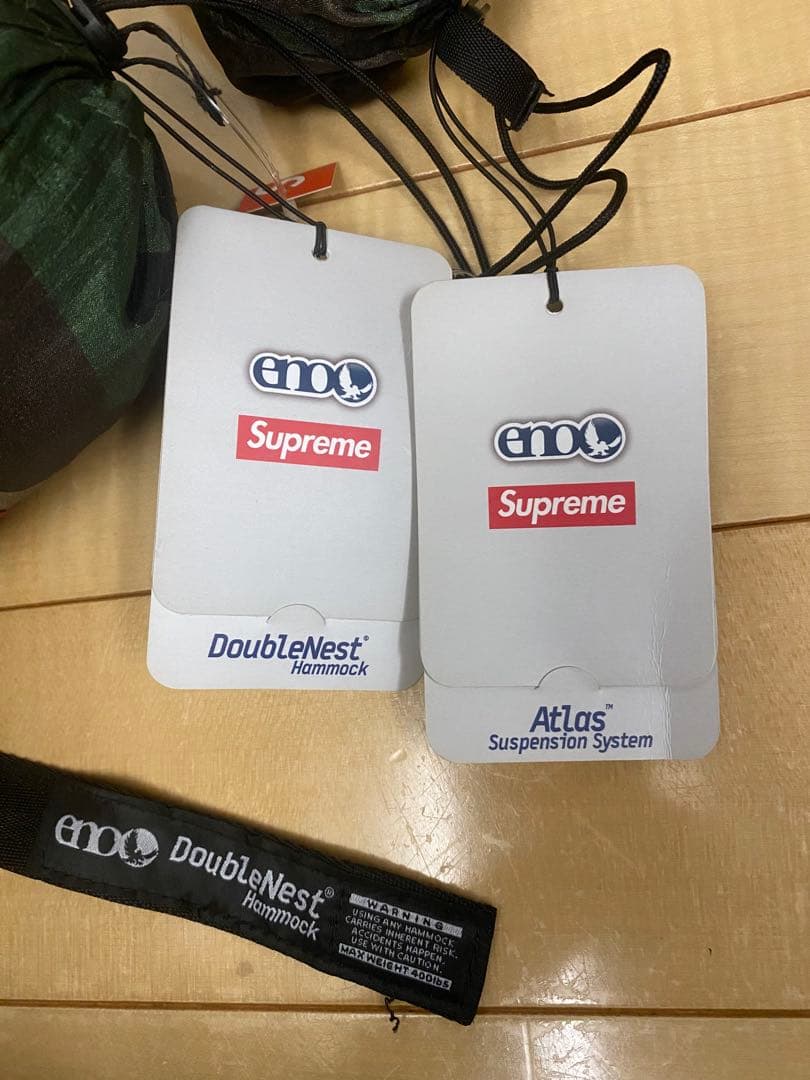 eno
Supreme
DoubleNest®
Hammock
eno
Supreme
Atlas™
Suspension System
eno DoubleNest®
Hammock
WARNING
USING ANY HAMMOCK
CARRIES INHERENT RISK.
ACCIDENTS HAPPEN.
USE WITH CAUTION.
MAX WEIGHT 400lbs